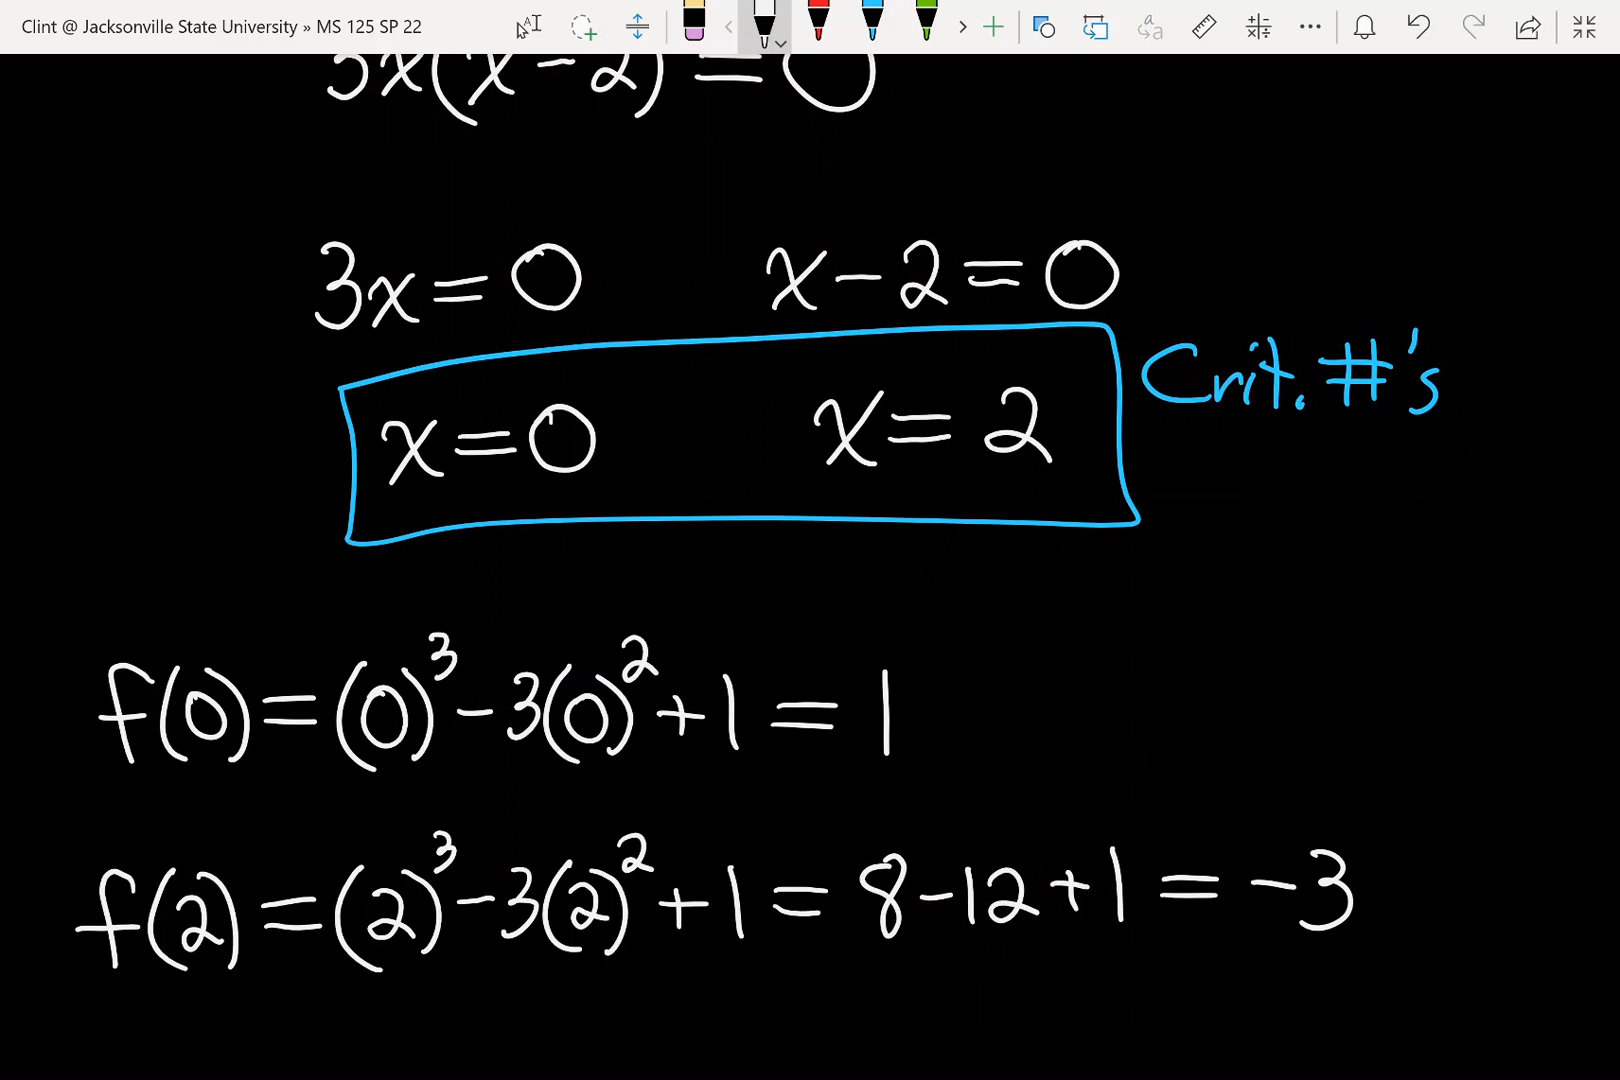 Clint @ Jacksonville State University » MS 125 SP 22
3x(x-2)=0
3x=0 x-2=0
x=0 x=2 Crit. #'s
f(0)=(0)³-3(0)²+1=1
f(2)=(2)³-3(2)²+1=8-12+1=-3